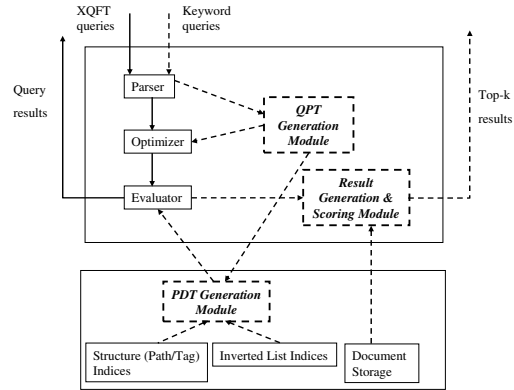 XQFT
queries
Keyword
queries
Query
results
Top-k
results
Parser
QPT
Generation
Module
Optimizer
Evaluator
Result
Generation &
Scoring Module
PDT Generation
Module
Structure (Path/Tag)
Indices
Inverted List Indices
Document
Storage